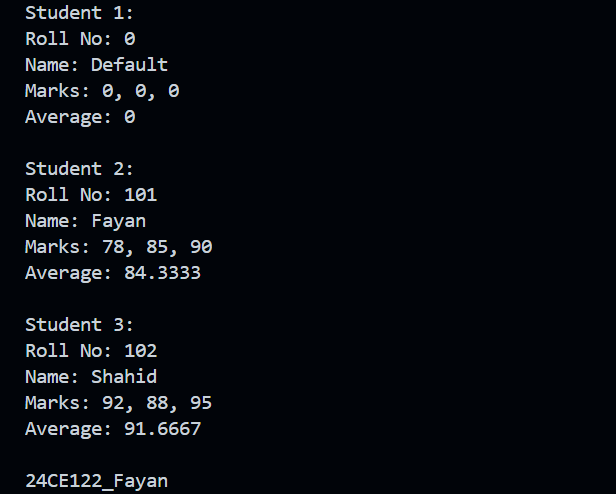 Student 1:
Roll No: 0
Name: Default
Marks: 0, 0, 0
Average: 0
Student 2:
Roll No: 101
Name: Fayan
Marks: 78, 85, 90
Average: 84.3333
Student 3:
Roll No: 102
Name: Shahid
Marks: 92, 88, 95
Average: 91.6667
24CE122_Fayan